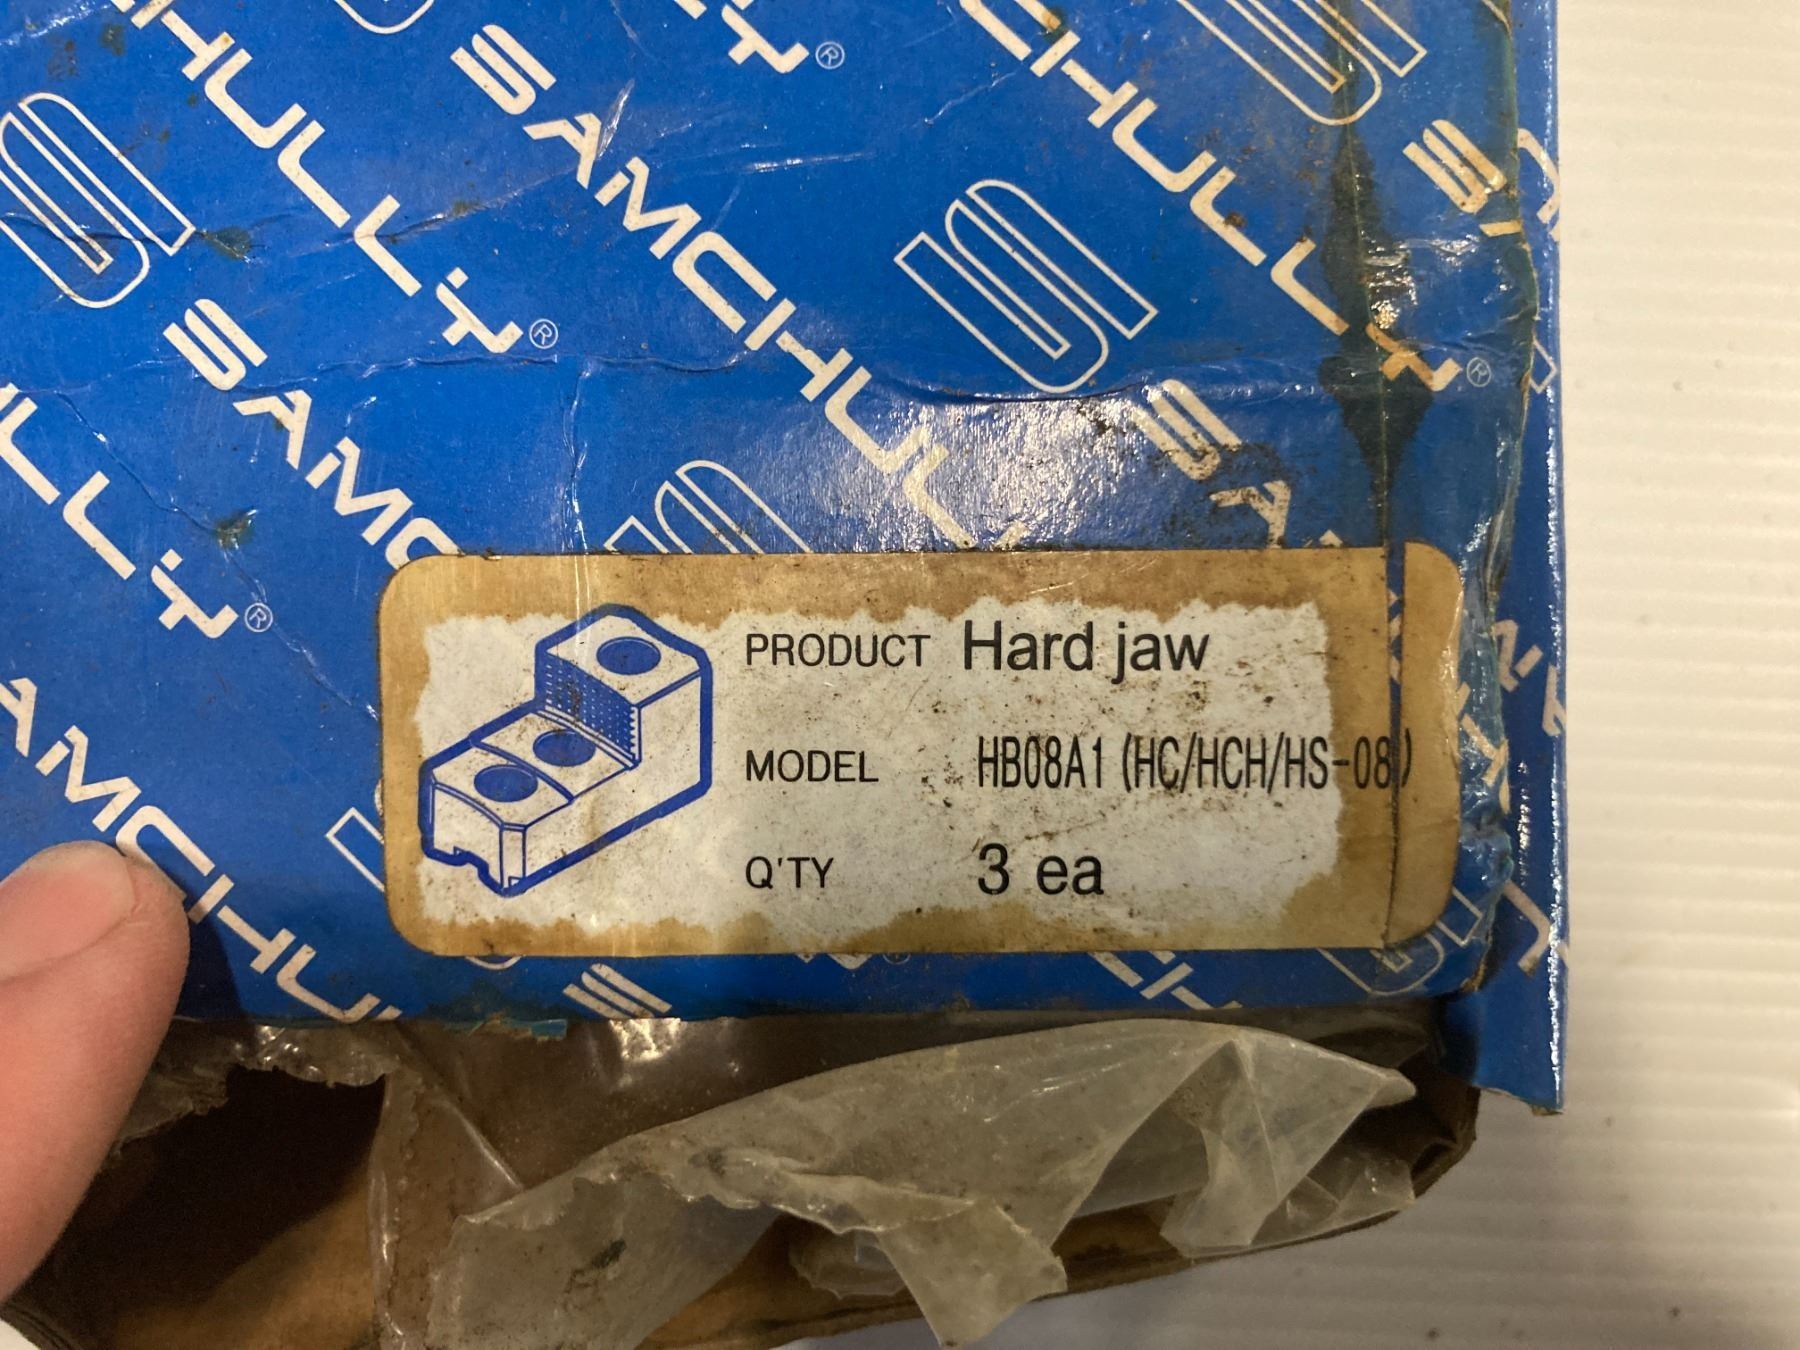 SAMCHULLY®
SAMCHULLY®
SAMCHULLY®
PRODUCT Hard jaw
MODEL HB08A1 (HC/HCH/HS-08)
Q'TY 3 ea